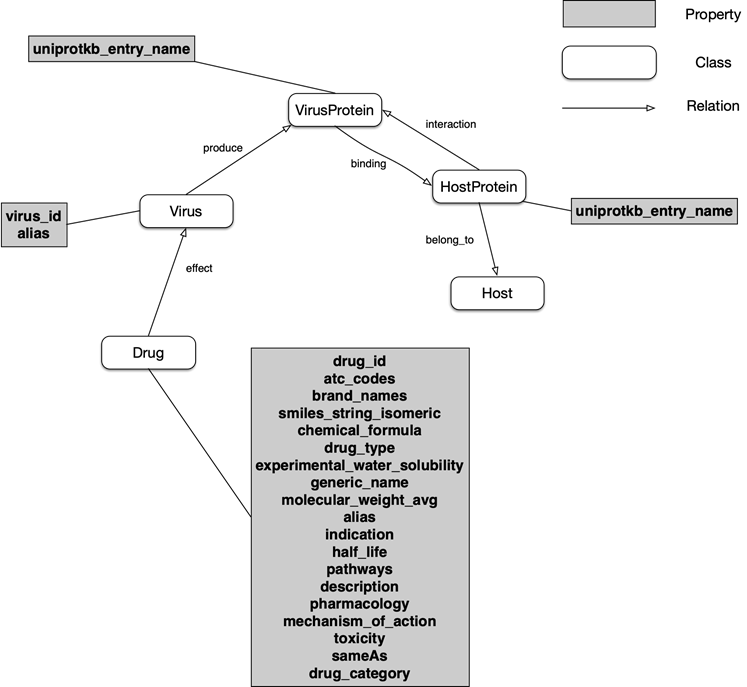 Property
uniprotkb_entry_name
Class
VirusProtein
Relation
interaction
produce
binding
HostProtein
virus_id
alias
Virus
uniprotkb_entry_name
belong_to
effect
Host
Drug
drug_id
atc_codes
brand_names
smiles_string_isomeric
chemical_formula
drug_type
experimental_water_solubility
generic_name
molecular_weight_avg
alias
indication
half_life
pathways
description
pharmacology
mechanism_of_action
toxicity
sameAs
drug_category